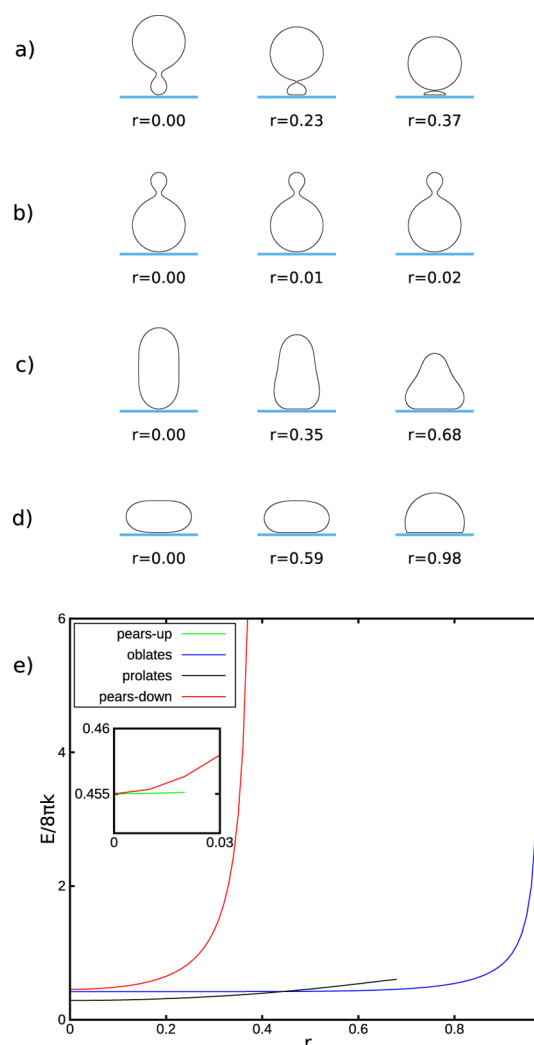 a)
r=0.00 r=0.23 r=0.37
b)
r=0.00 r=0.01 r=0.02
c)
r=0.00 r=0.35 r=0.68
d)
r=0.00 r=0.59 r=0.98
e)
6
pears-up
oblates
prolates
pears-down
0.46
0.455
0 0.03
4
E/8πk
2
0
0 0.2 0.4 0.6 0.8
r